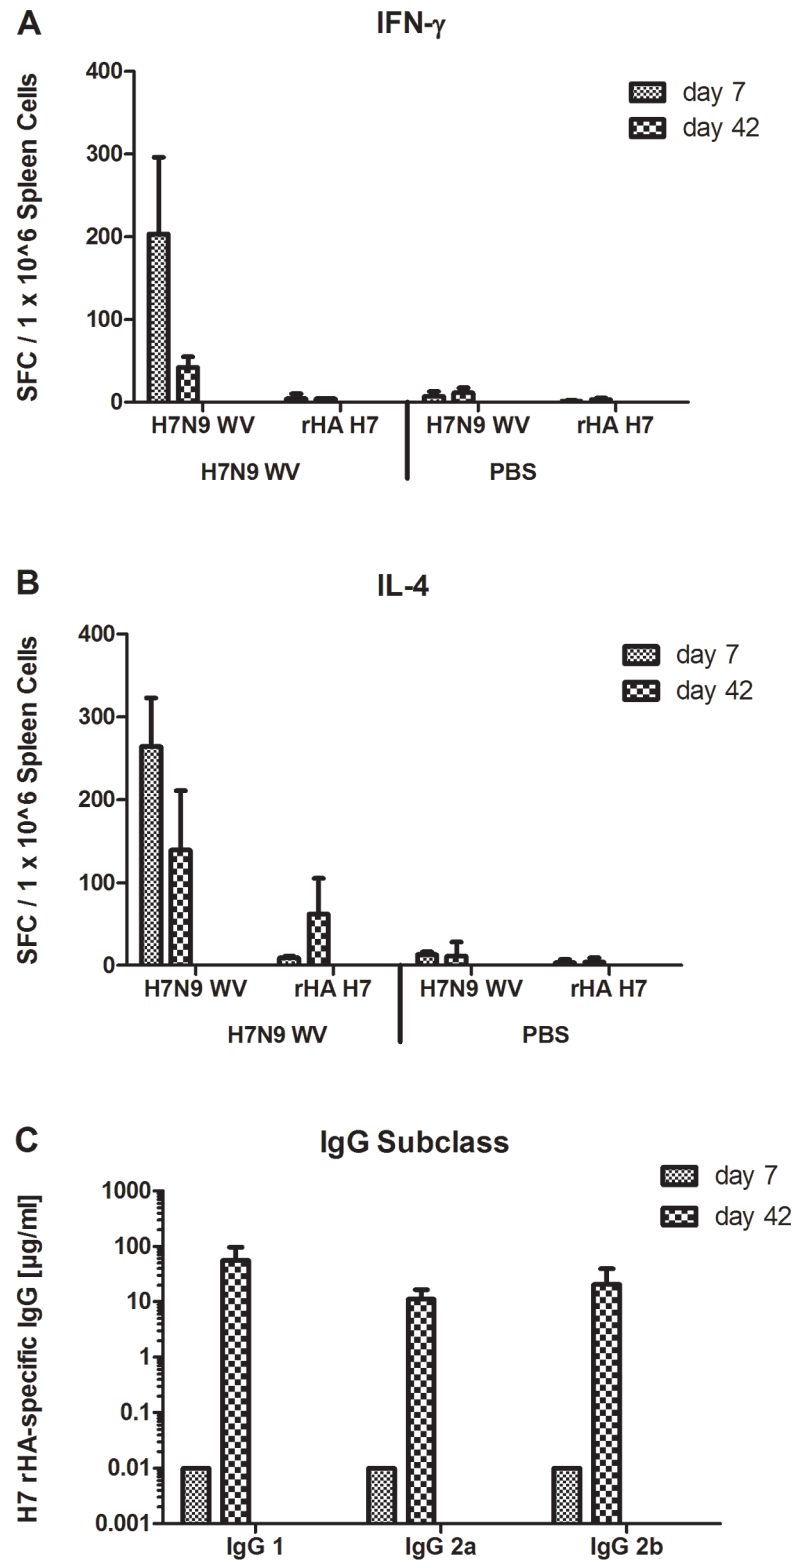 A
IFN-γ
SFC / 1 x 10^6 Spleen Cells
400
300
200
100
0
day 7
day 42
H7N9 WV
rHA H7
H7N9 WV
rHA H7
H7N9 WV
PBS
B
IL-4
SFC / 1 x 10^6 Spleen Cells
400
300
200
100
0
day 7
day 42
H7N9 WV
rHA H7
H7N9 WV
rHA H7
H7N9 WV
PBS
C
IgG Subclass
H7 rHA-specific IgG [µg/ml]
1000
100
10
1
0.1
0.01
0.001
day 7
day 42
IgG 1
IgG 2a
IgG 2b